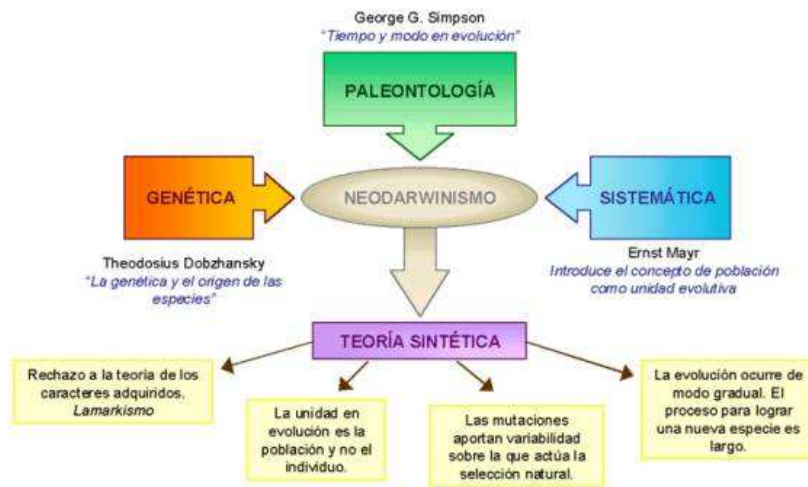 George G. Simpson
"Tiempo y modo en evolución"
PALEONTOLOGÍA
GENÉTICA
NEODARWINISMO
SISTEMÁTICA
Theodosius Dobzhansky
"La genética y el origen de las
especies"
Ernst Mayr
Introduce el concepto de población
como unidad evolutiva
TEORÍA SINTÉTICA
Rechazo a la teoría de los
caracteres adquiridos.
Lamarkismo
La unidad en
evolución es la
población y no el
individuo.
Las mutaciones
aportan variabilidad
sobre la que actúa la
selección natural.
La evolución ocurre de
modo gradual. El
proceso para lograr
una nueva especie es
largo.